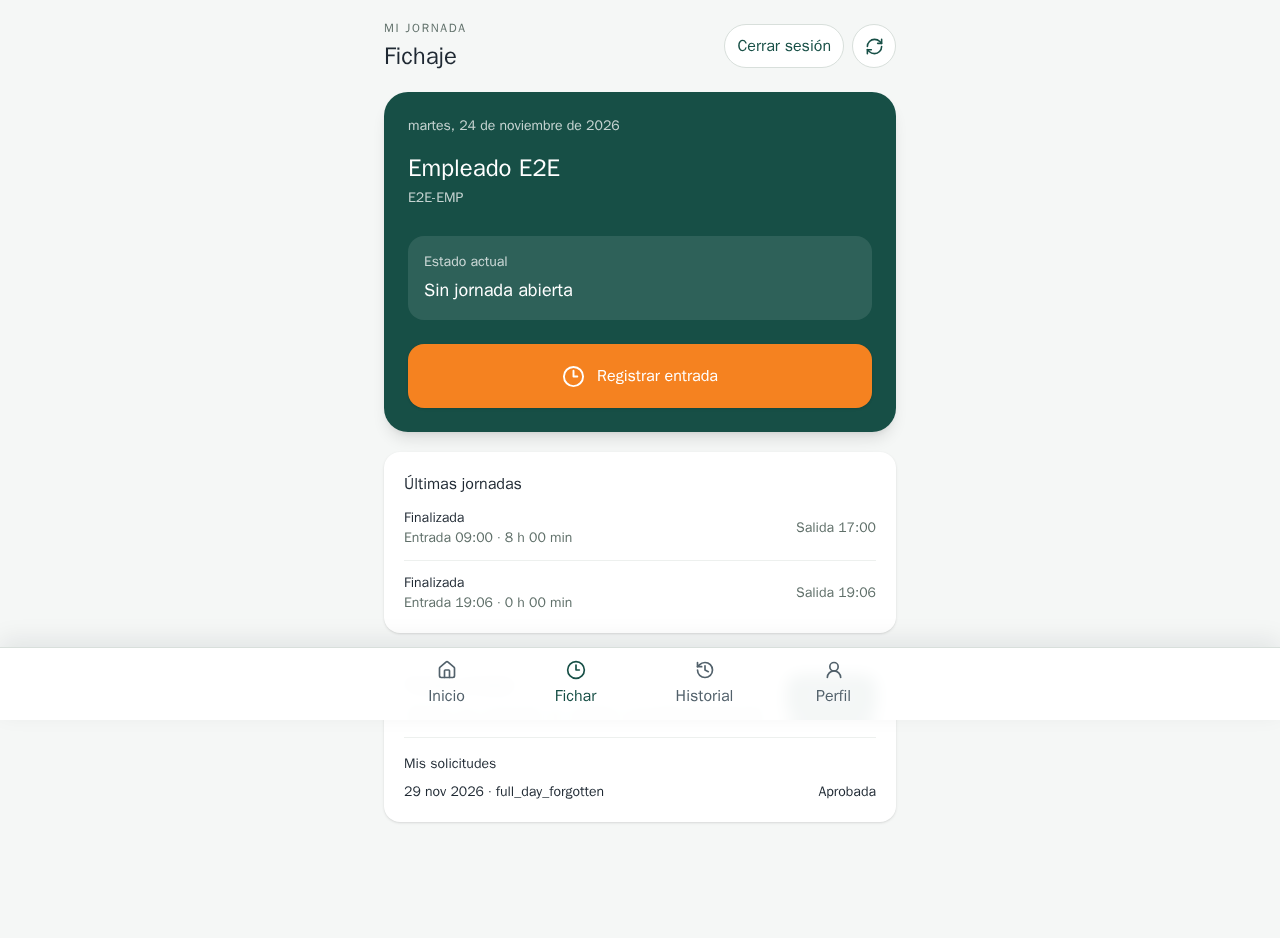 MI JORNADA
Fichaje
Cerrar sesión
martes, 24 de noviembre de 2026
Empleado E2E
E2E-EMP
Estado actual
Sin jornada abierta
Registrar entrada
Últimas jornadas
Finalizada
Entrada 09:00 · 8 h 00 min
Salida 17:00
Finalizada
Entrada 19:06 · 0 h 00 min
Salida 19:06
Inicio
Fichar
Historial
Perfil
Mis solicitudes
29 nov 2026 · full_day_forgotten
Aprobada